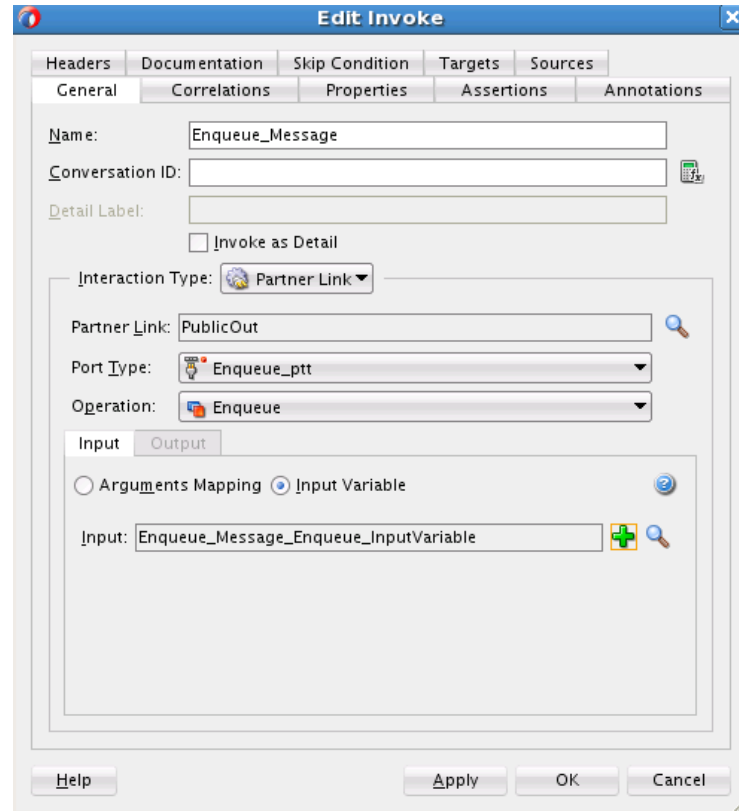 Edit Invoke
Headers Documentation Skip Condition Targets Sources
General Correlations Properties Assertions Annotations
Name: Enqueue_Message
Conversation ID:
Detail Label:
Invoke as Detail
Interaction Type: Partner Link
Partner Link: PublicOut
Port Type: Enqueue_ptt
Operation: Enqueue
Input Output
Arguments Mapping Input Variable
Input: Enqueue_Message_Enqueue_InputVariable
Help Apply OK Cancel